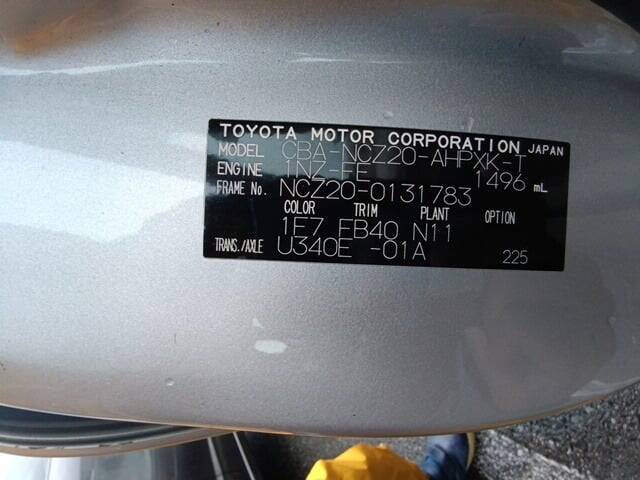 TOYOTA MOTOR CORPORATION JAPAN
MODEL CBA-NCZ20-AHPXK-T
ENGINE 1NZ-FE 1496 mL
FRAME No. NCZ20-0131783
COLOR TRIM PLANT OPTION
1F7 FB40 N11
TRANS./AXLE U340E -01A 225